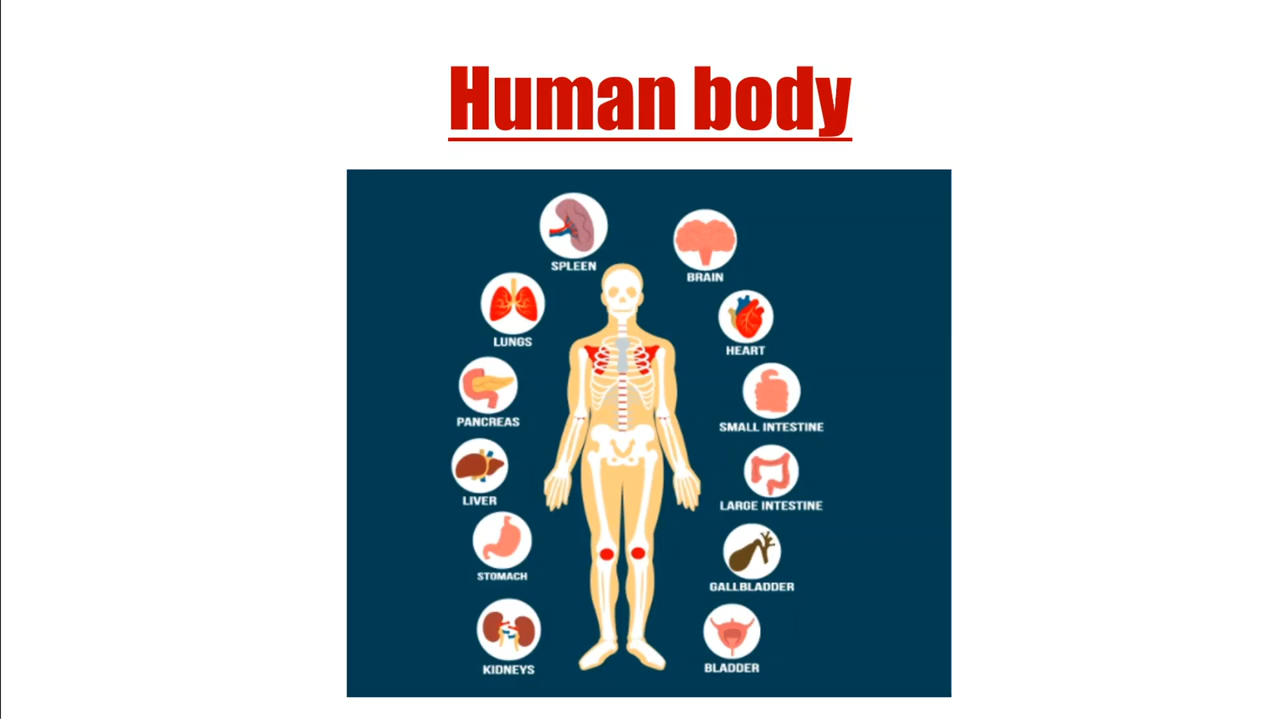 Human body
SPLEEN
BRAIN
LUNGS
HEART
PANCREAS
SMALL INTESTINE
LIVER
LARGE INTESTINE
STOMACH
GALLBLADDER
KIDNEYS
BLADDER